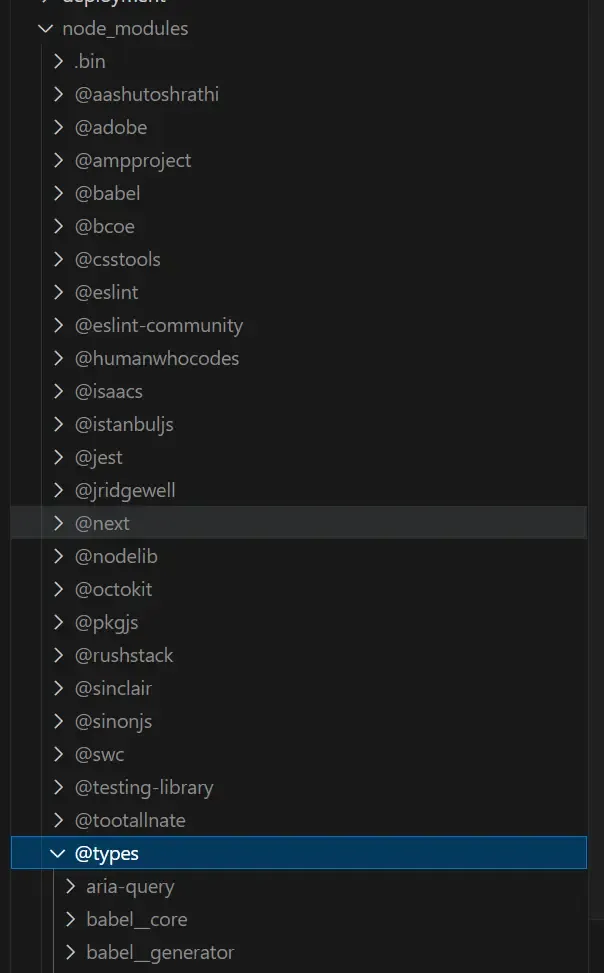 deployment
node_modules
.bin
@aashutoshrathi
@adobe
@ampproject
@babel
@bcoe
@csstools
@eslint
@eslint-community
@humanwhocodes
@isaacs
@istanbuljs
@jest
@jridgewell
@next
@nodelib
@octokit
@pkgjs
@rushstack
@sinclair
@sinonjs
@swc
@testing-library
@tootallnate
@types
aria-query
babel__core
babel__generator